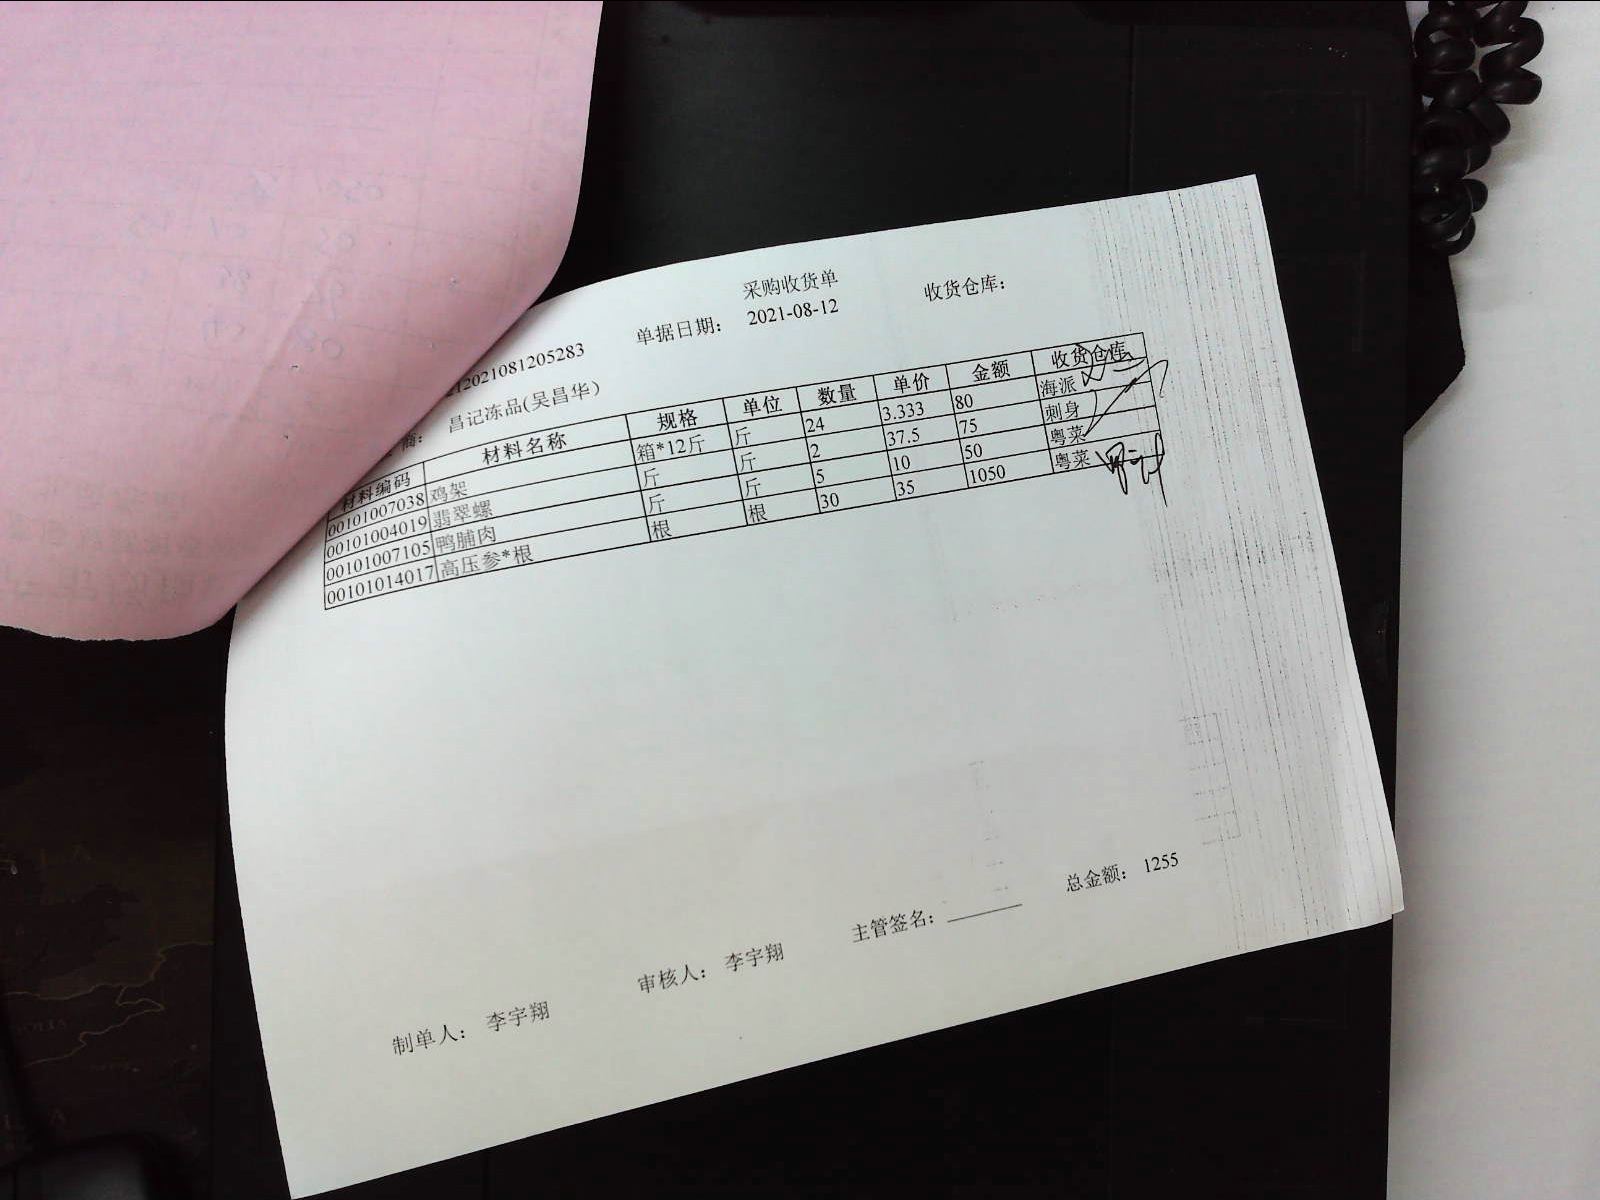 采购收货单
2021081205283 单据日期: 2021-08-12 收货仓库:
商: 昌记冻品(吴昌华)
材料编码 材料名称 规格 单位 数量 单价 金额 收货仓库
00101007038 鸡架 箱*12斤 斤 24 3.333 80 海派
00101004019 翡翠螺 斤 斤 2 37.5 75 刺身
00101007105 鸭脯肉 斤 斤 5 10 50 粤菜
00101014017 高压参*根 根 根 30 35 1050 粤菜
总金额: 1255
制单人: 李宇翔 审核人: 李宇翔 主管签名: